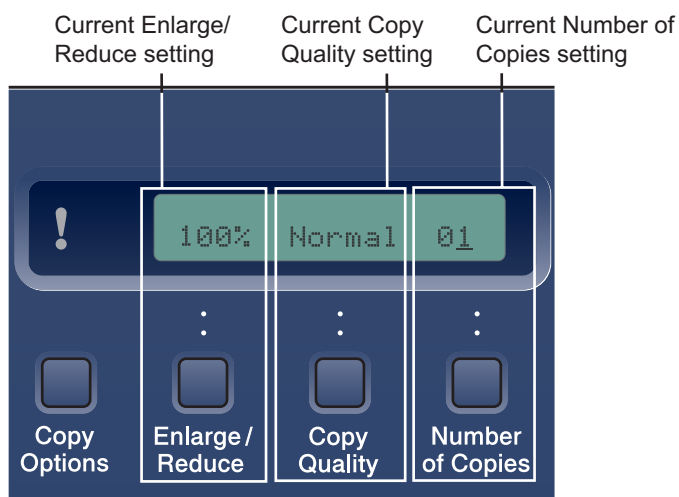 Current Enlarge/
Reduce setting
Current Copy
Quality setting
Current Number of
Copies setting
!
100% Normal 01
Copy
Options
Enlarge/
Reduce
Copy
Quality
Number
of Copies